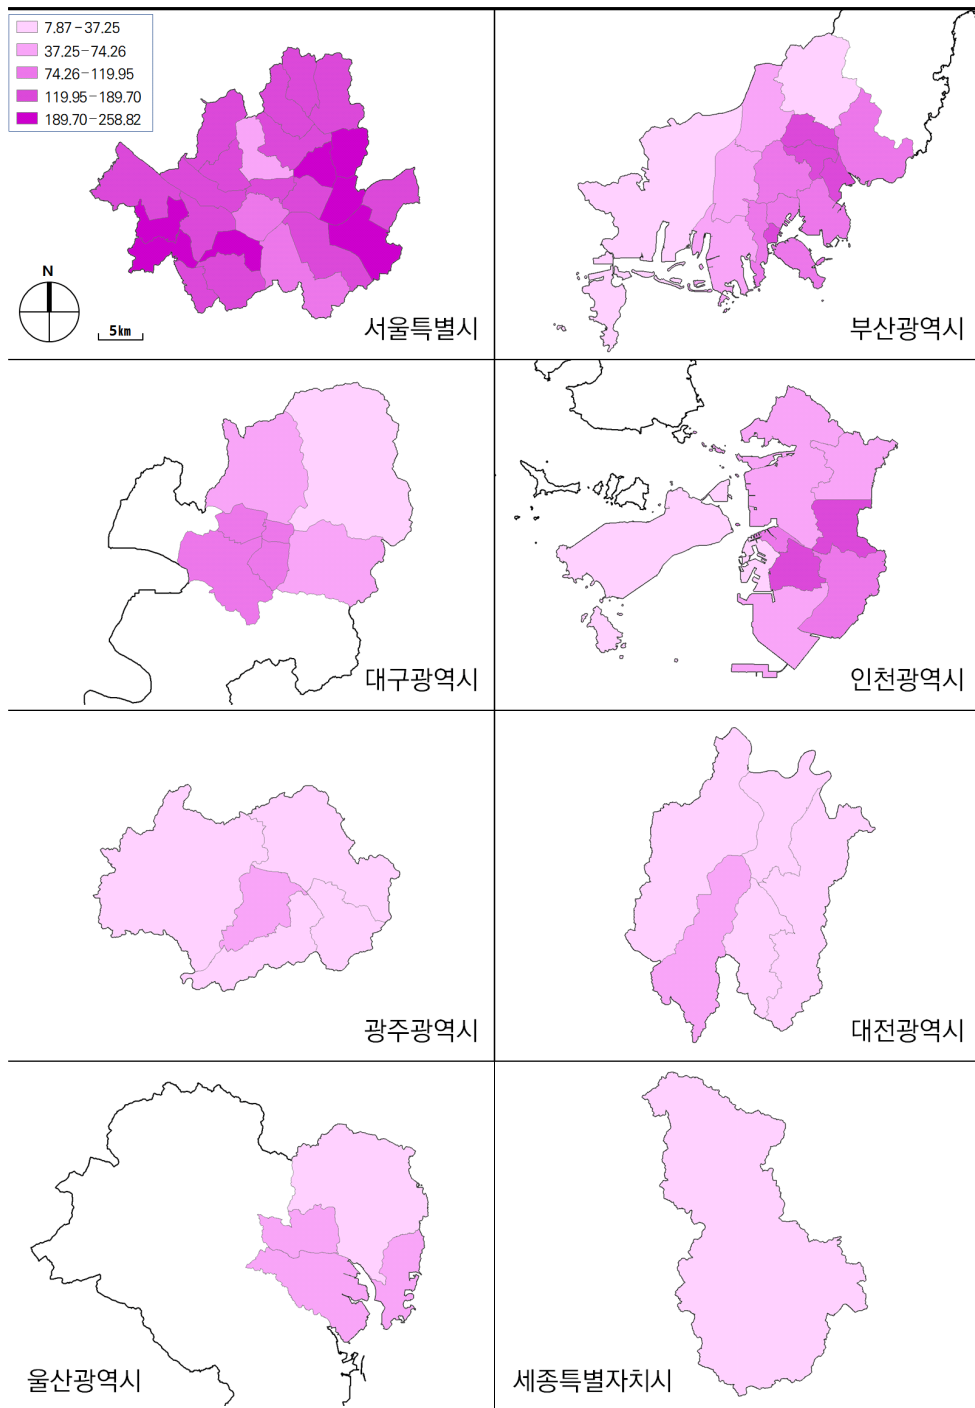 7.87-37.25
37.25-74.26
74.26-119.95
119.95-189.70
189.70-258.82
N
5km
서울특별시
부산광역시
대구광역시
인천광역시
광주광역시
대전광역시
울산광역시
세종특별자치시